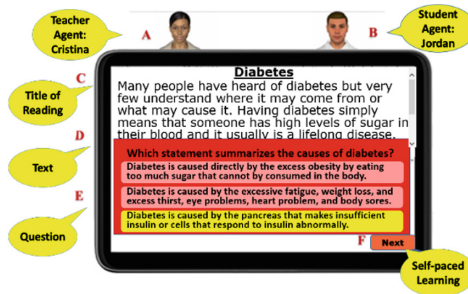 Teacher
Agent:
Cristina
A
B
Student
Agent:
Jordan
C
Title of
Reading
Diabetes
Many people have heard of diabetes but very
few understand where it may come from or
what may cause it. Having diabetes simply
means that someone has high levels of sugar in
their blood and it usually is a lifelong disease.
D
Text
Which statement summarizes the causes of diabetes?
Diabetes is caused directly by the excess obesity by eating
too much sugar that cannot by consumed in the body.
E
Diabetes is caused by the excessive fatigue, weight loss, and
excess thirst, eye problems, heart problem, and body sores.
Question
Diabetes is caused by the pancreas that makes insufficient
insulin or cells that respond to insulin abnormally.
F
Next
Self-paced
Learning